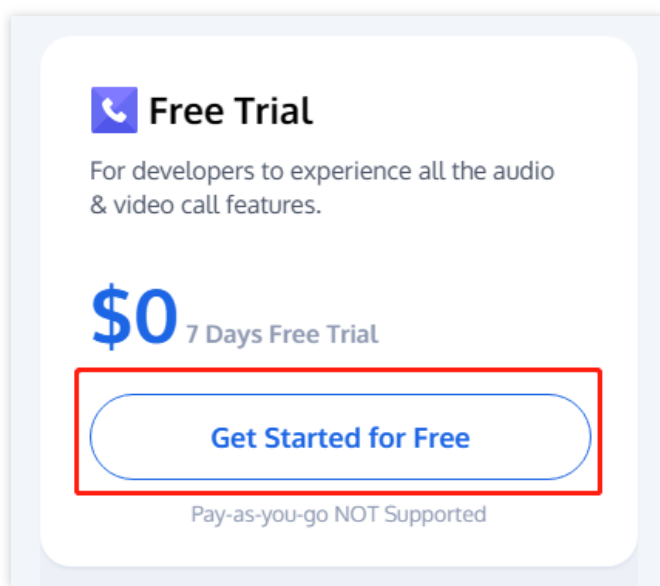 Free Trial
For developers to experience all the audio
& video call features.
$0 7 Days Free Trial
Get Started for Free
Pay-as-you-go NOT Supported